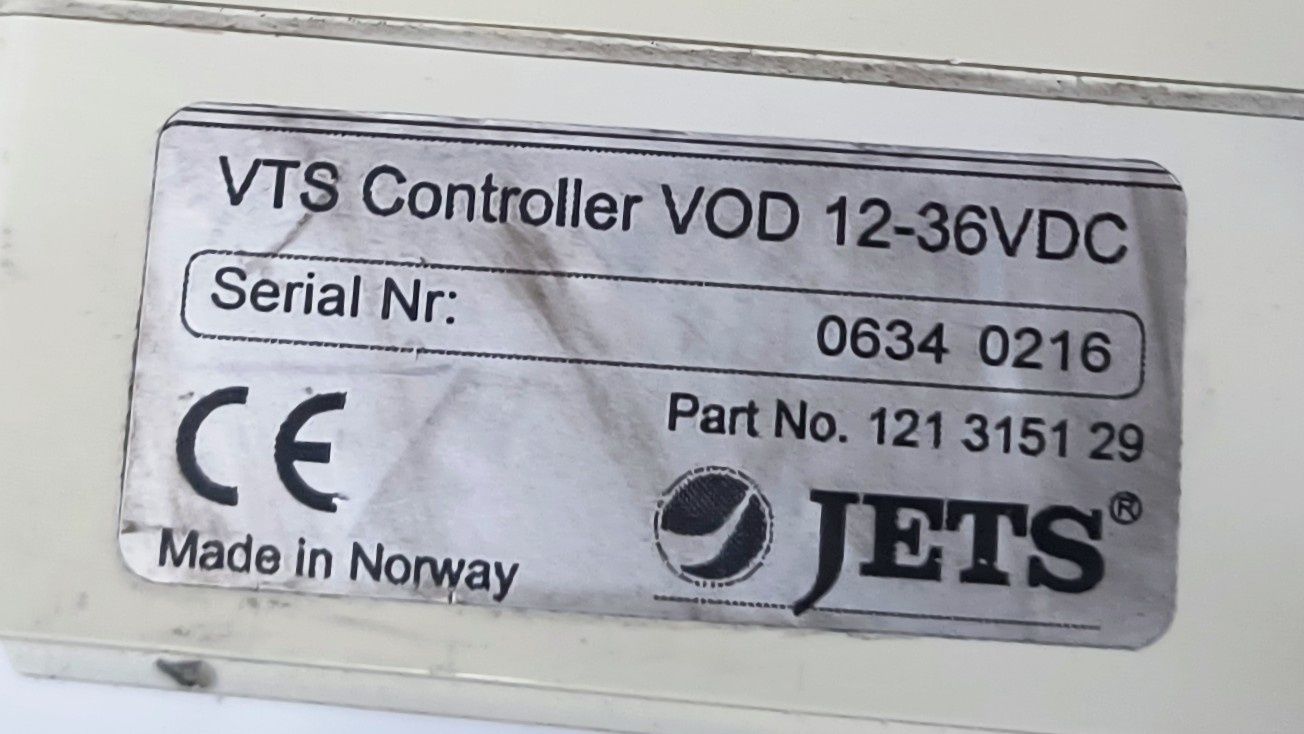 VTS Controller VOD 12-36VDC
Serial Nr: 0634 0216
Part No. 121 3151 29
CE
JETS®
Made in Norway